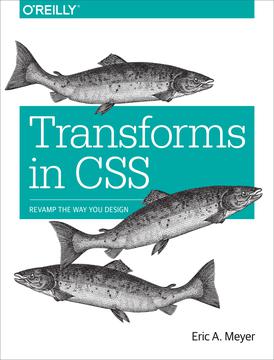 O'REILLY®
Transforms
in CSS
REVAMP THE WAY YOU DESIGN
Eric A. Meyer